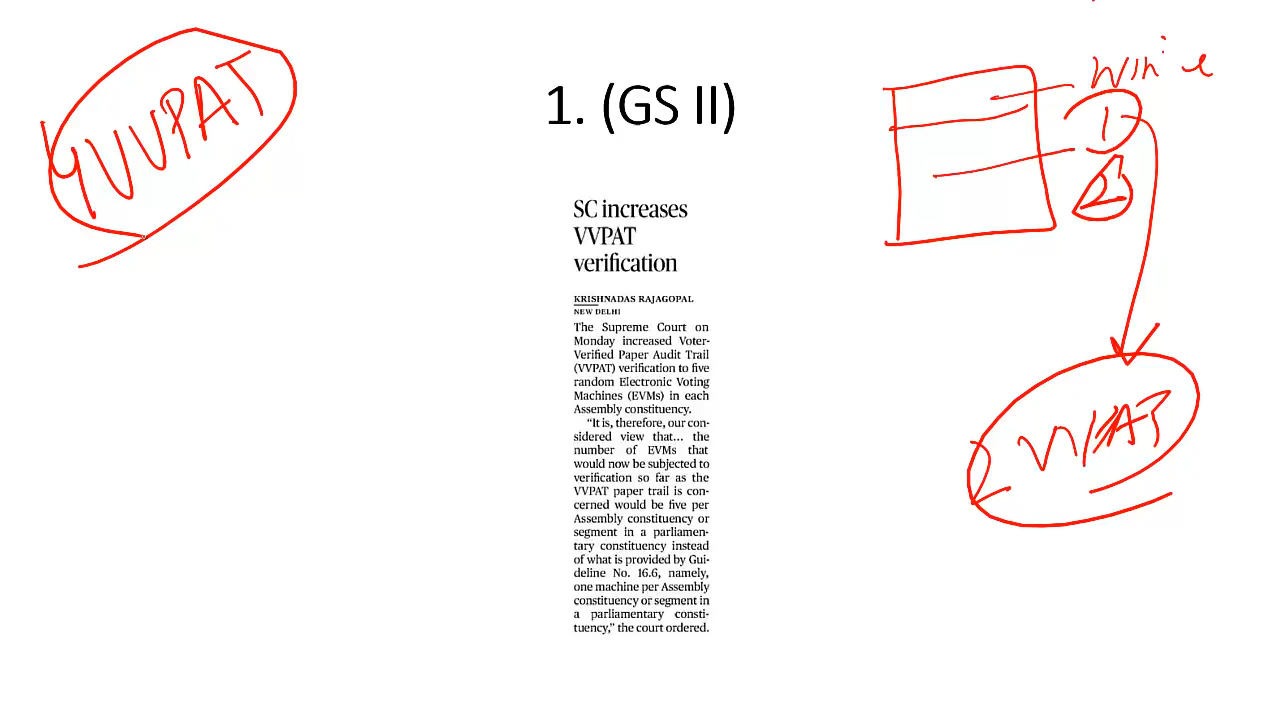 1. (GS II)
SC increases
VVPAT
verification
KRISHNADAS RAJAGOPAL
NEW DELHI
The Supreme Court on
Monday increased Voter-
Verified Paper Audit Trail
(VVPAT) verification to five
random Electronic Voting
Machines (EVMs) in each
Assembly constituency.
“It is, therefore, our con-
sidered view that... the
number of EVMs that
would now be subjected to
verification so far as the
VVPAT paper trail is con-
cerned would be five per
Assembly constituency or
segment in a parliamen-
tary constituency instead
of what is provided by Gui-
deline No. 16.6, namely,
one machine per Assembly
constituency or segment in
a parliamentary consti-
tuency,” the court ordered.
VVPAT
1
2
VVPAT